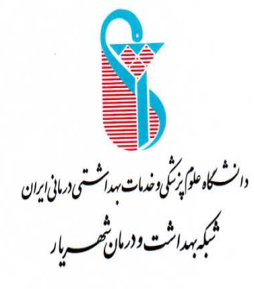 دانشگاه علوم پزشکی و خدمات بهداشتی درمانی ایران
شبکه بهداشت و درمان شهریار